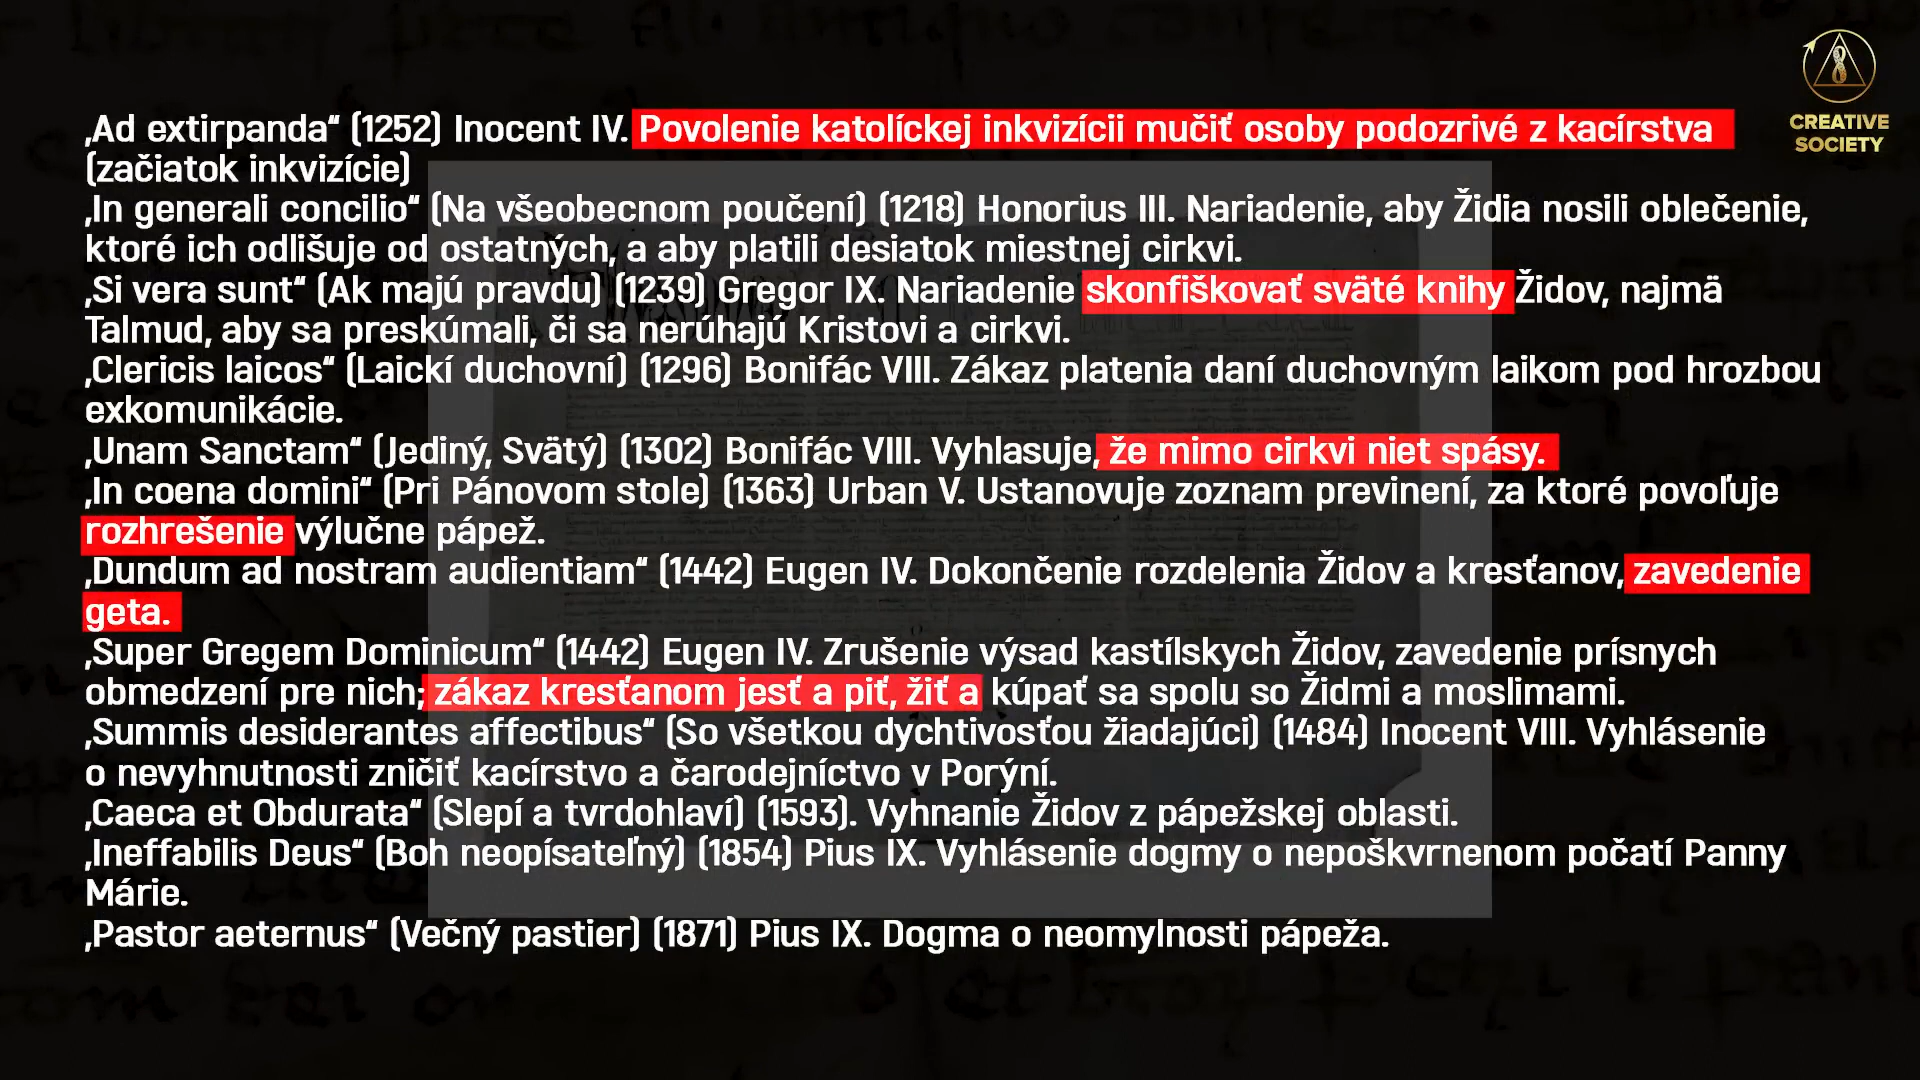 ‚Ad extirpanda“ (1252) Inocent IV. Povolenie katolíckej inkvizícii mučiť osoby podozrivé z kacírstva
(začiatok inkvizície)
‚In generali concilio“ (Na všeobecnom poučení) (1218) Honorius III. Nariadenie, aby Židia nosili oblečenie,
ktoré ich odlišuje od ostatných, a aby platili desiatok miestnej cirkvi.
‚Si vera sunt“ (Ak majú pravdu) (1239) Gregor IX. Nariadenie skonfiškovať sväté knihy Židov, najmä
Talmud, aby sa preskúmali, či sa nerúhajú Kristovi a cirkvi.
‚Clericis laicos“ (Laickí duchovní) (1296) Bonifác VIII. Zákaz platenia daní duchovným laikom pod hrozbou
exkomunikácie.
‚Unam Sanctam“ (Jediný, Svätý) (1302) Bonifác VIII. Vyhlasuje, že mimo cirkvi niet spásy.
‚In coena domini“ (Pri Pánovom stole) (1363) Urban V. Ustanovuje zoznam previnení, za ktoré povoľuje
rozhrešenie výlučne pápež.
‚Dundum ad nostram audientiam“ (1442) Eugen IV. Dokončenie rozdelenia Židov a kresťanov, zavedenie
geta.
‚Super Gregem Dominicum“ (1442) Eugen IV. Zrušenie výsad kastílskych Židov, zavedenie prísnych
obmedzení pre nich; zákaz kresťanom jesť a piť, žiť a kúpať sa spolu so Židmi a moslimami.
‚Summis desiderantes affectibus“ (So všetkou dychtivosťou žiadajúci) (1484) Inocent VIII. Vyhlásenie
o nevyhnutnosti zničiť kacírstvo a čarodejníctvo v Porýní.
‚Caeca et Obdurata“ (Slepí a tvrdohlaví) (1593). Vyhnanie Židov z pápežskej oblasti.
‚Ineffabilis Deus“ (Boh neopísateľný) (1854) Pius IX. Vyhlásenie dogmy o nepoškvrnenom počatí Panny
Márie.
‚Pastor aeternus“ (Večný pastier) (1871) Pius IX. Dogma o neomylnosti pápeža.
CREATIVE
SOCIETY